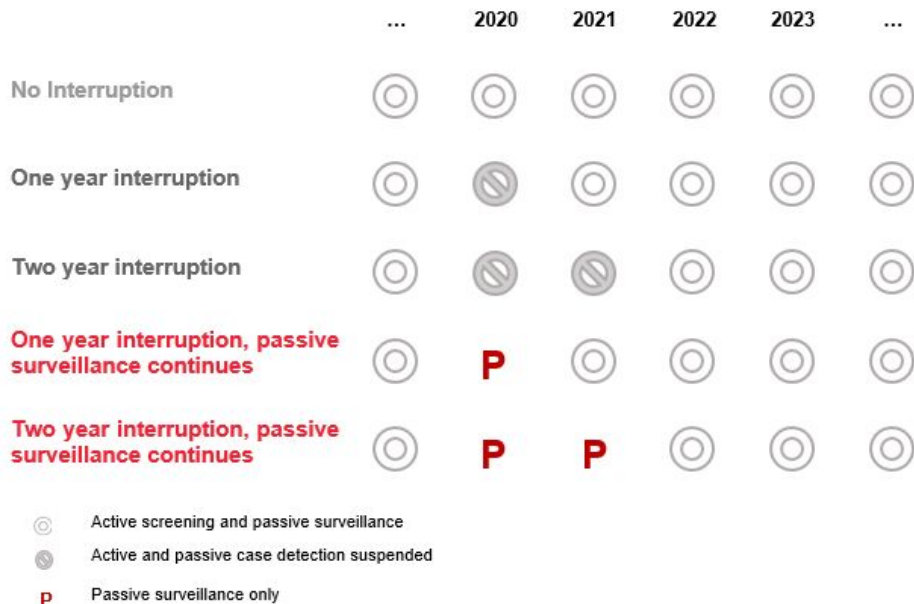 ... 2020 2021 2022 2023 ...
No Interruption
One year interruption
Two year interruption
One year interruption, passive
surveillance continues
P
Two year interruption, passive
surveillance continues
P P
Active screening and passive surveillance
Active and passive case detection suspended
P Passive surveillance only